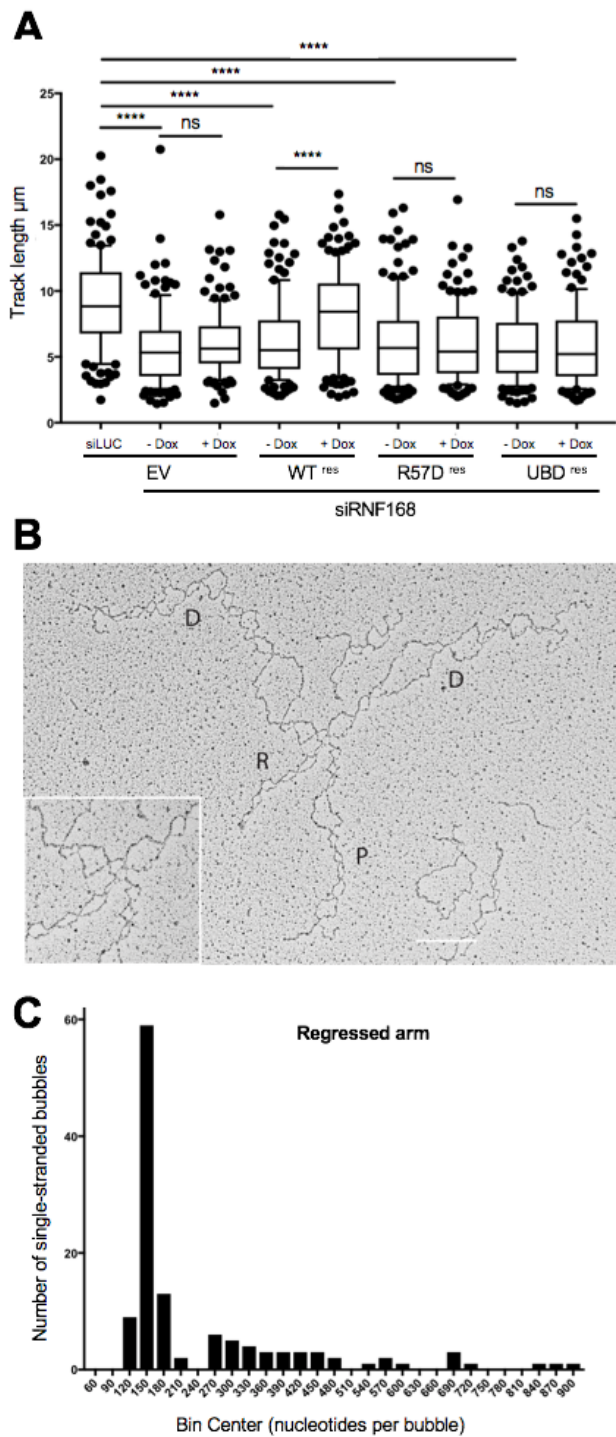 A
****
****
****
****
ns
****
ns
ns
25
20
15
10
5
0
Track length µm
siLUC
- Dox
+ Dox
- Dox
+ Dox
- Dox
+ Dox
- Dox
+ Dox
EV
WT res
R57D res
UBD res
siRNF168
B
D
D
R
P
C
Regressed arm
60
40
20
0
Number of single-stranded bubbles
60 90 120 150 180 210 240 270 300 330 360 390 420 450 480 510 540 570 600 630 660 690 720 750 780 810 840 870 900
Bin Center (nucleotides per bubble)